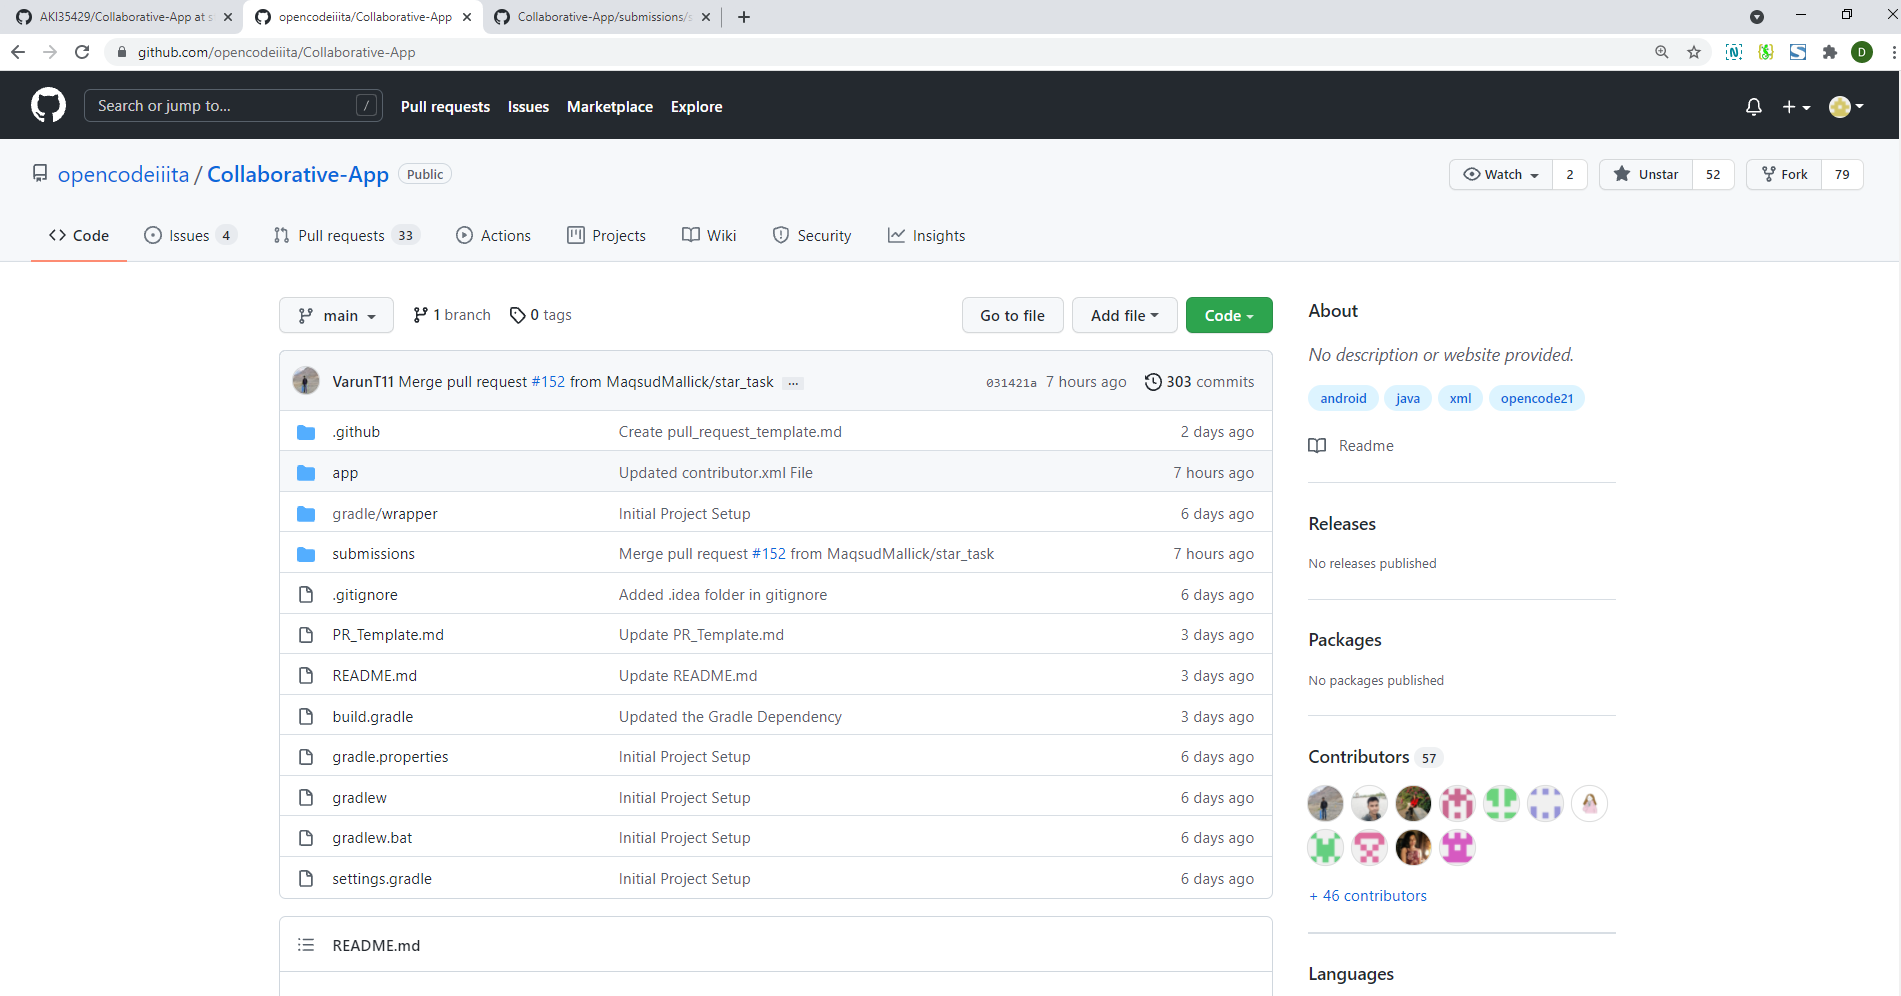 AKI35429/Collaborative-App at s
opencodeiiita/Collaborative-App
Collaborative-App/submissions/s
github.com/opencodeiiita/Collaborative-App
D
Search or jump to... /
Pull requests Issues Marketplace Explore
opencodeiiita / Collaborative-App Public
Watch 2 Unstar 52 Fork 79
Code Issues 4 Pull requests 33 Actions Projects Wiki Security Insights
main 1 branch 0 tags Go to file Add file Code
VarunT11 Merge pull request #152 from MaqsudMallick/star_task ... 031421a 7 hours ago 303 commits
.github Create pull_request_template.md 2 days ago
app Updated contributor.xml File 7 hours ago
gradle/wrapper Initial Project Setup 6 days ago
submissions Merge pull request #152 from MaqsudMallick/star_task 7 hours ago
.gitignore Added .idea folder in gitignore 6 days ago
PR_Template.md Update PR_Template.md 3 days ago
README.md Update README.md 3 days ago
build.gradle Updated the Gradle Dependency 3 days ago
gradle.properties Initial Project Setup 6 days ago
gradlew Initial Project Setup 6 days ago
gradlew.bat Initial Project Setup 6 days ago
settings.gradle Initial Project Setup 6 days ago
README.md
About
No description or website provided.
android java xml opencode21
Readme
Releases
No releases published
Packages
No packages published
Contributors 57
+ 46 contributors
Languages